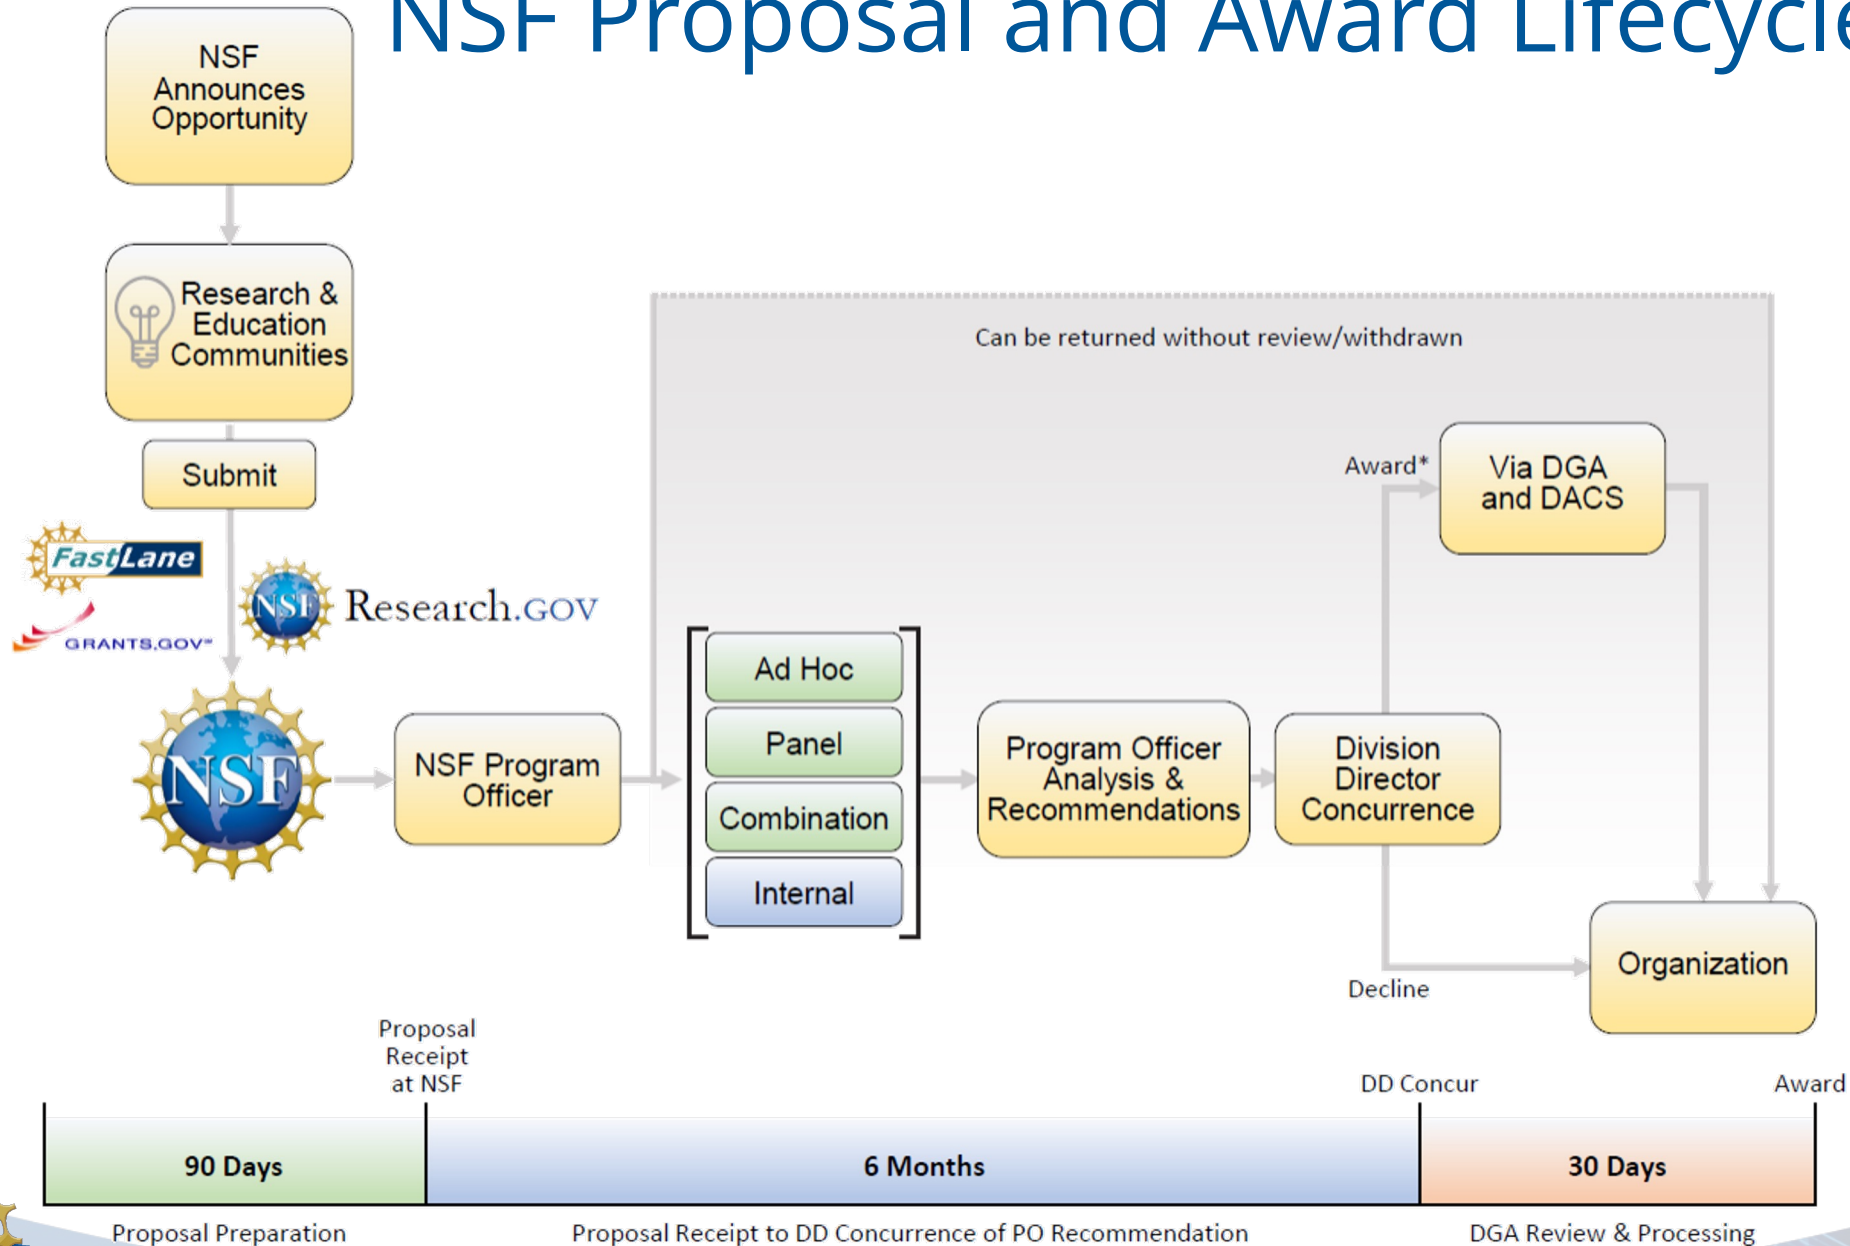 NSF Proposal and Award Lifecycle
NSF
Announces
Opportunity
Research &
Education
Communities
Submit
FastLane
GRANTS.GOV℠
NSF
Research.GOV
NSF
NSF Program
Officer
Can be returned without review/withdrawn
Ad Hoc
Panel
Combination
Internal
Program Officer
Analysis &
Recommendations
Division
Director
Concurrence
Award*
Via DGA
and DACS
Decline
Organization
Proposal
Receipt
at NSF
DD Concur
Award
90 Days
6 Months
30 Days
Proposal Preparation
Proposal Receipt to DD Concurrence of PO Recommendation
DGA Review & Processing